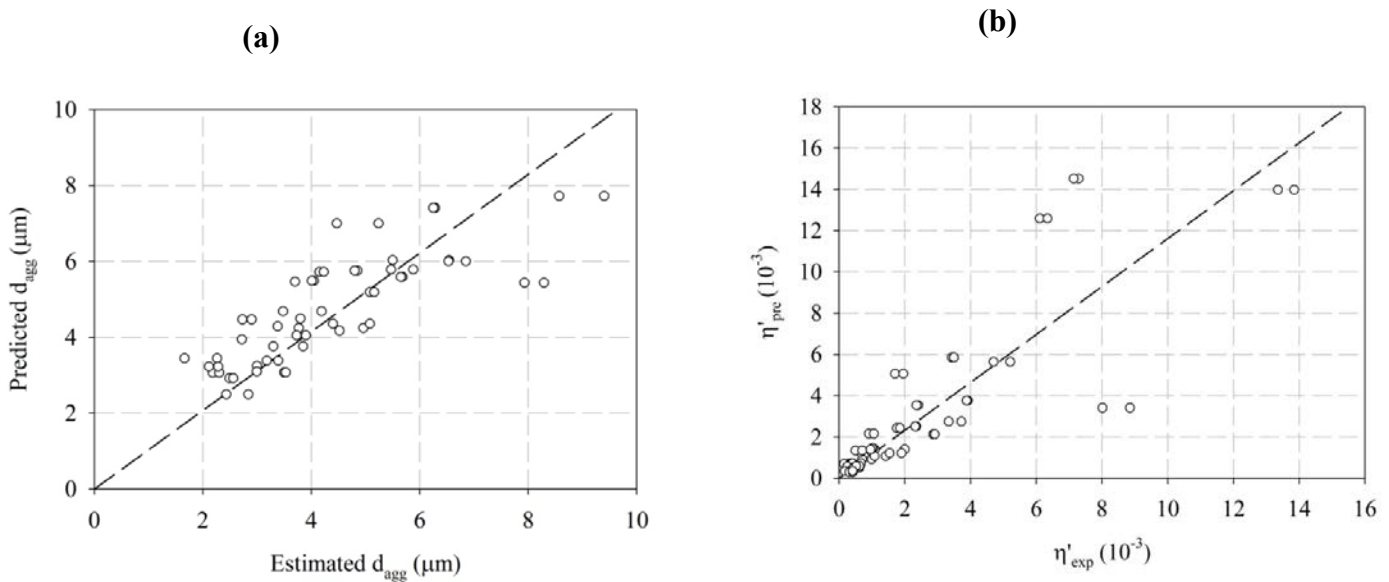 (a)
10
8
6
4
2
0
Predicted d_agg (μm)
0 2 4 6 8 10
Estimated d_agg (μm)
(b)
18
16
14
12
10
8
6
4
2
0
η'_pre (10^-3)
0 2 4 6 8 10 12 14 16
η'_exp (10^-3)